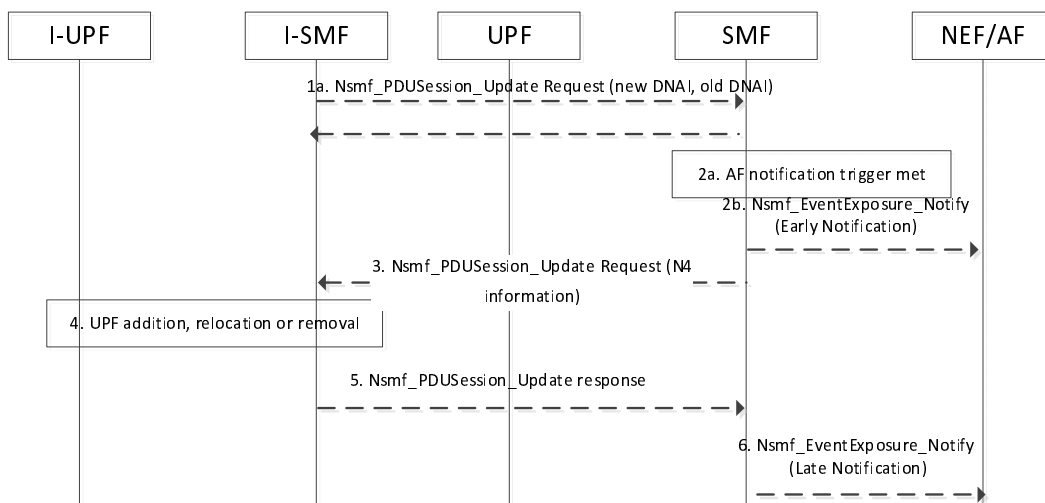 I-UPF
I-SMF
UPF
SMF
NEF/AF
1a. Nsmf_PDUSession_Update Request (new DNAI, old DNAI)
2a. AF notification trigger met
2b. Nsmf_EventExposure_Notify
(Early Notification)
3. Nsmf_PDUSession_Update Request (N4
information)
4. UPF addition, relocation or removal
5. Nsmf_PDUSession_Update response
6. Nsmf_EventExposure_Notify
(Late Notification)